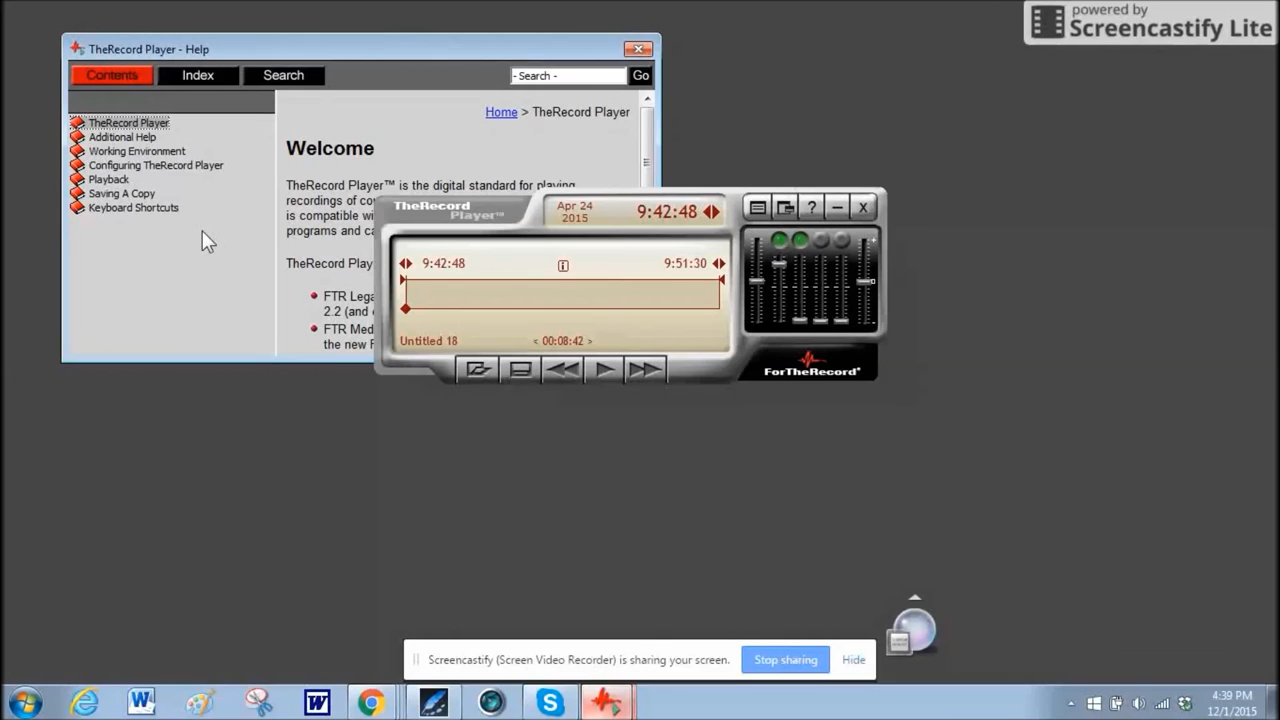 powered by
Screencastify Lite
TheRecord Player - Help
Contents
Index
Search
- Search -
Go
TheRecord Player
Additional Help
Working Environment
Configuring TheRecord Player
Playback
Saving A Copy
Keyboard Shortcuts
Home > TheRecord Player
Welcome
TheRecord Player™ is the digital standard for playing
recordings of co
is compatible wi
programs and ca
TheRecord Play
FTR Lega
2.2 (and
FTR Med
the new F
TheRecord
Player™
Apr 24
2015
9:42:48
?
X
9:42:48
i
9:51:30
Untitled 18
< 00:08:42 >
ForTheRecord
Screencastify (Screen Video Recorder) is sharing your screen.
Stop sharing
Hide
4:39 PM
12/1/2015